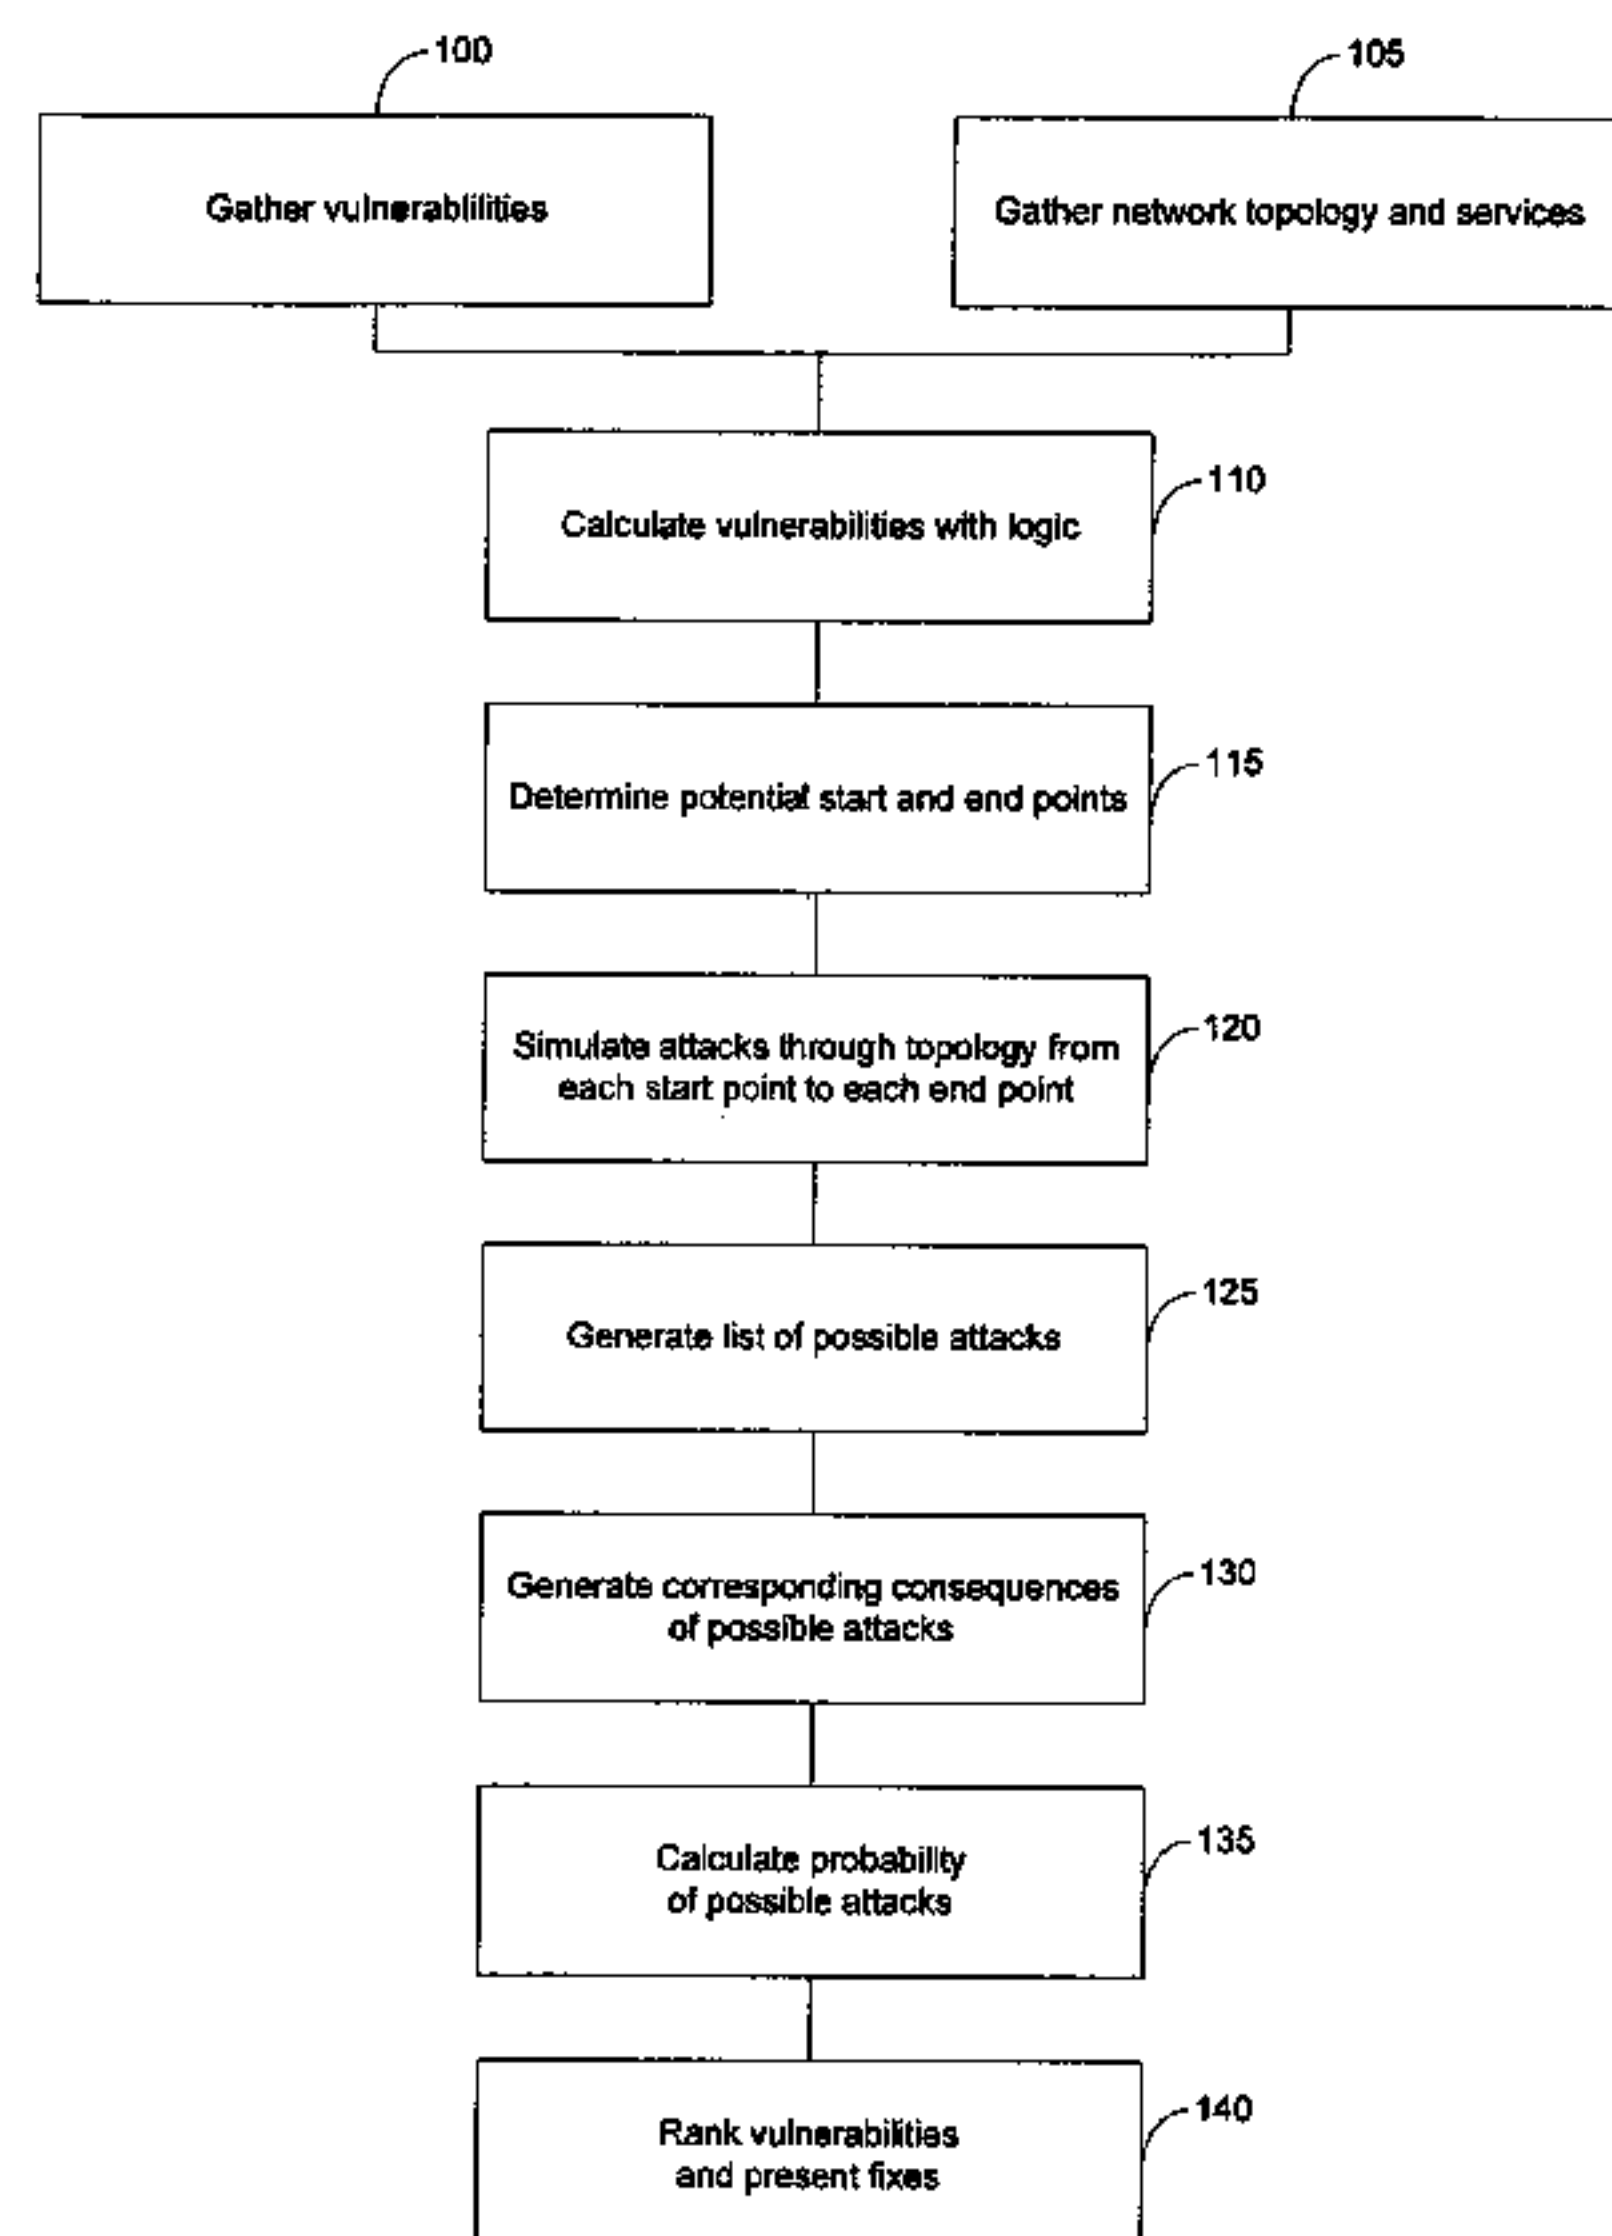 100
105
Gather vulnerablilities
Gather network topology and services
110
Calculate vulnerabilities with logic
115
Determine potential start and end points
120
Simulate attacks through topology from
each start point to each end point
125
Generate list of possible attacks
130
Generate corresponding consequences
of possible attacks
135
Calculate probability
of possible attacks
140
Rank vulnerabilities
and present fixes